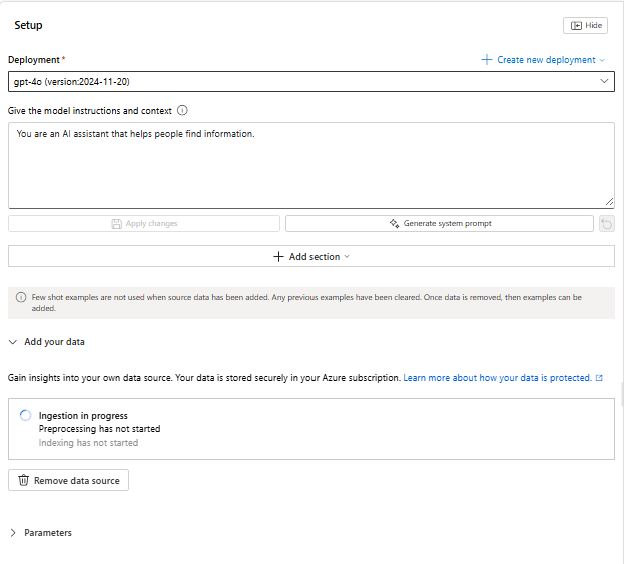 Setup
Hide
Deployment*
Create new deployment
gpt-4o (version:2024-11-20)
Give the model instructions and context
You are an AI assistant that helps people find information.
Apply changes
Generate system prompt
Add section
Few shot examples are not used when source data has been added. Any previous examples have been cleared. Once data is removed, then examples can be
added.
Add your data
Gain insights into your own data source. Your data is stored securely in your Azure subscription. Learn more about how your data is protected.
Ingestion in progress
Preprocessing has not started
Indexing has not started
Remove data source
Parameters